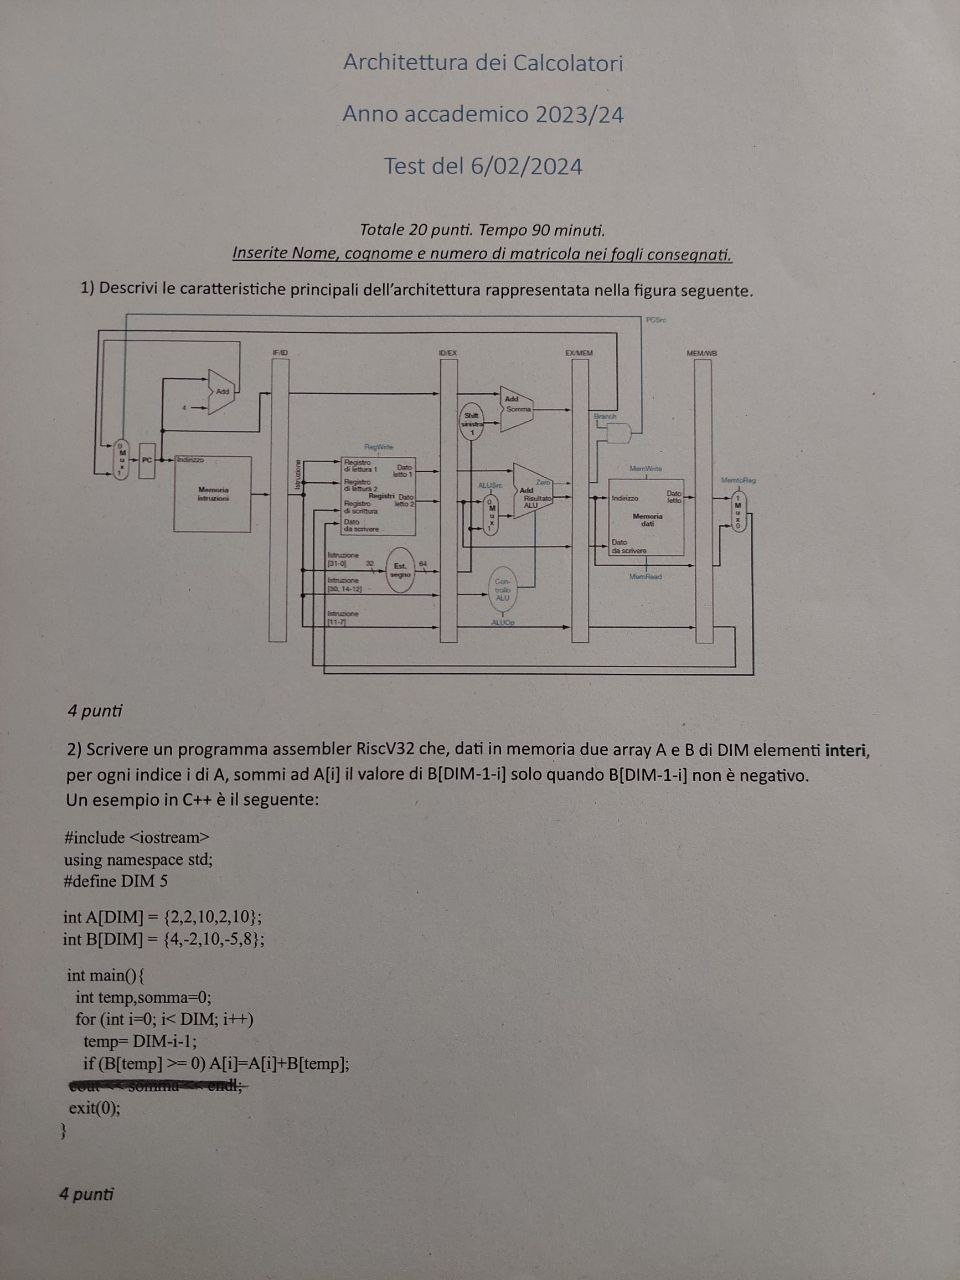 Architettura dei Calcolatori
Anno accademico 2023/24
Test del 6/02/2024
Totale 20 punti. Tempo 90 minuti.
Inserite Nome, cognome e numero di matricola nei fogli consegnati.
1) Descrivi le caratteristiche principali dell'architettura rappresentata nella figura seguente.
PCSrc
IF/ID
ID/EX
EX/MEM
MEM/WB
Add
4
Add
Somma
Shift
sinistra
1
Branch
0
M
u
x
1
PC
Indirizzo
Memoria
istruzioni
Istruzione
RegWrite
Registro
di lettura 1
Dato
letto 1
Registro
di lettura 2
Registri
Dato
letto 2
Registro
di scrittura
Dato
da scrivere
ALUSrc
0
M
u
x
1
Zero
Add
Risultato
ALU
MemWrite
Indirizzo
Dato
letto
Memoria
dati
Dato
da scrivere
MemRead
MemtoReg
1
M
u
x
0
Istruzione
[31-0]
32
Est.
segno
64
Istruzione
[30, 14-12]
Con-
trollo
ALU
Istruzione
[11-7]
ALUOp
4 punti
2) Scrivere un programma assembler RiscV32 che, dati in memoria due array A e B di DIM elementi interi,
per ogni indice i di A, sommi ad A[i] il valore di B[DIM-1-i] solo quando B[DIM-1-i] non è negativo.
Un esempio in C++ è il seguente:
#include <iostream>
using namespace std;
#define DIM 5
int A[DIM] = {2,2,10,2,10};
int B[DIM] = {4,-2,10,-5,8};
int main(){
int temp,somma=0;
for (int i=0; i< DIM; i++)
temp= DIM-i-1;
if (B[temp] >= 0) A[i]=A[i]+B[temp];
cout << somma << endl;
exit(0);
}
4 punti